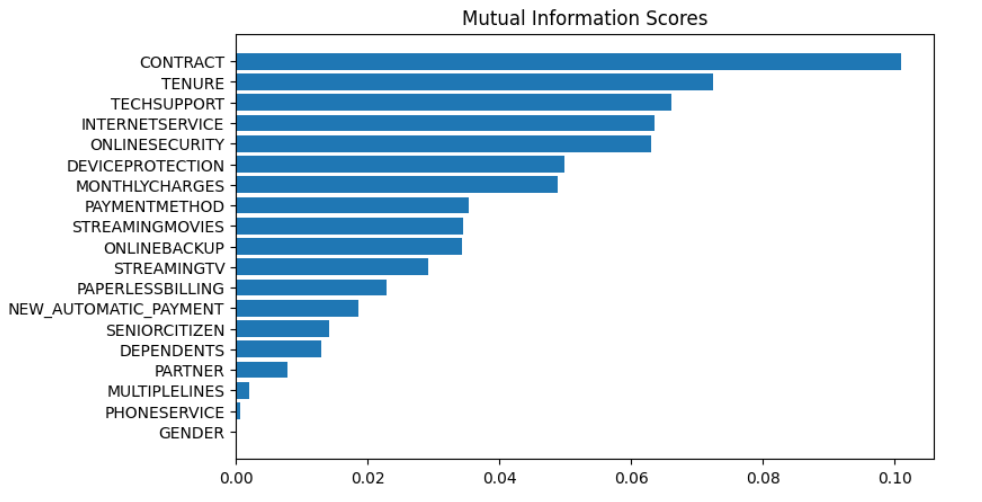 Mutual Information Scores
CONTRACT
TENURE
TECHSUPPORT
INTERNETSERVICE
ONLINESECURITY
DEVICEPROTECTION
MONTHLYCHARGES
PAYMENTMETHOD
STREAMINGMOVIES
ONLINEBACKUP
STREAMINGTV
PAPERLESSBILLING
NEW_AUTOMATIC_PAYMENT
SENIORCITIZEN
DEPENDENTS
PARTNER
MULTIPLELINES
PHONESERVICE
GENDER
0.00 0.02 0.04 0.06 0.08 0.10